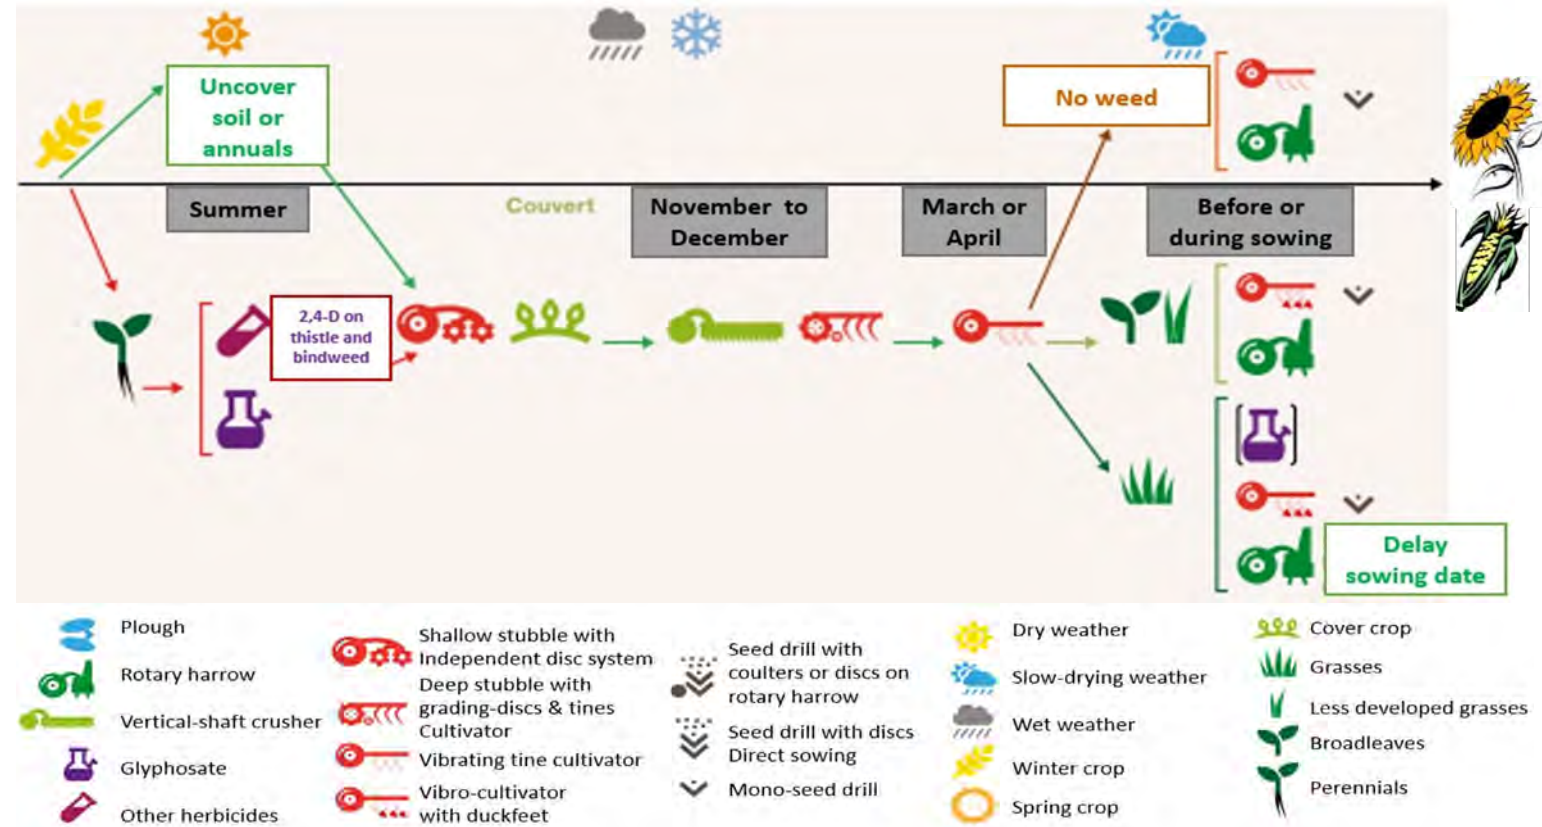 Uncover
soil or
annuals
No weed
Summer
Couvert
November to
December
March or
April
Before or
during sowing
2,4-D on
thistle and
bindweed
Delay
sowing date
Plough
Rotary harrow
Vertical-shaft crusher
Glyphosate
Other herbicides
Shallow stubble with
Independent disc system
Deep stubble with
grading-discs & tines
Cultivator
Vibrating tine cultivator
Vibro-cultivator
with duckfeet
Seed drill with
coulters or discs on
rotary harrow
Seed drill with discs
Direct sowing
Mono-seed drill
Dry weather
Slow-drying weather
Wet weather
Winter crop
Spring crop
Cover crop
Grasses
Less developed grasses
Broadleaves
Perennials